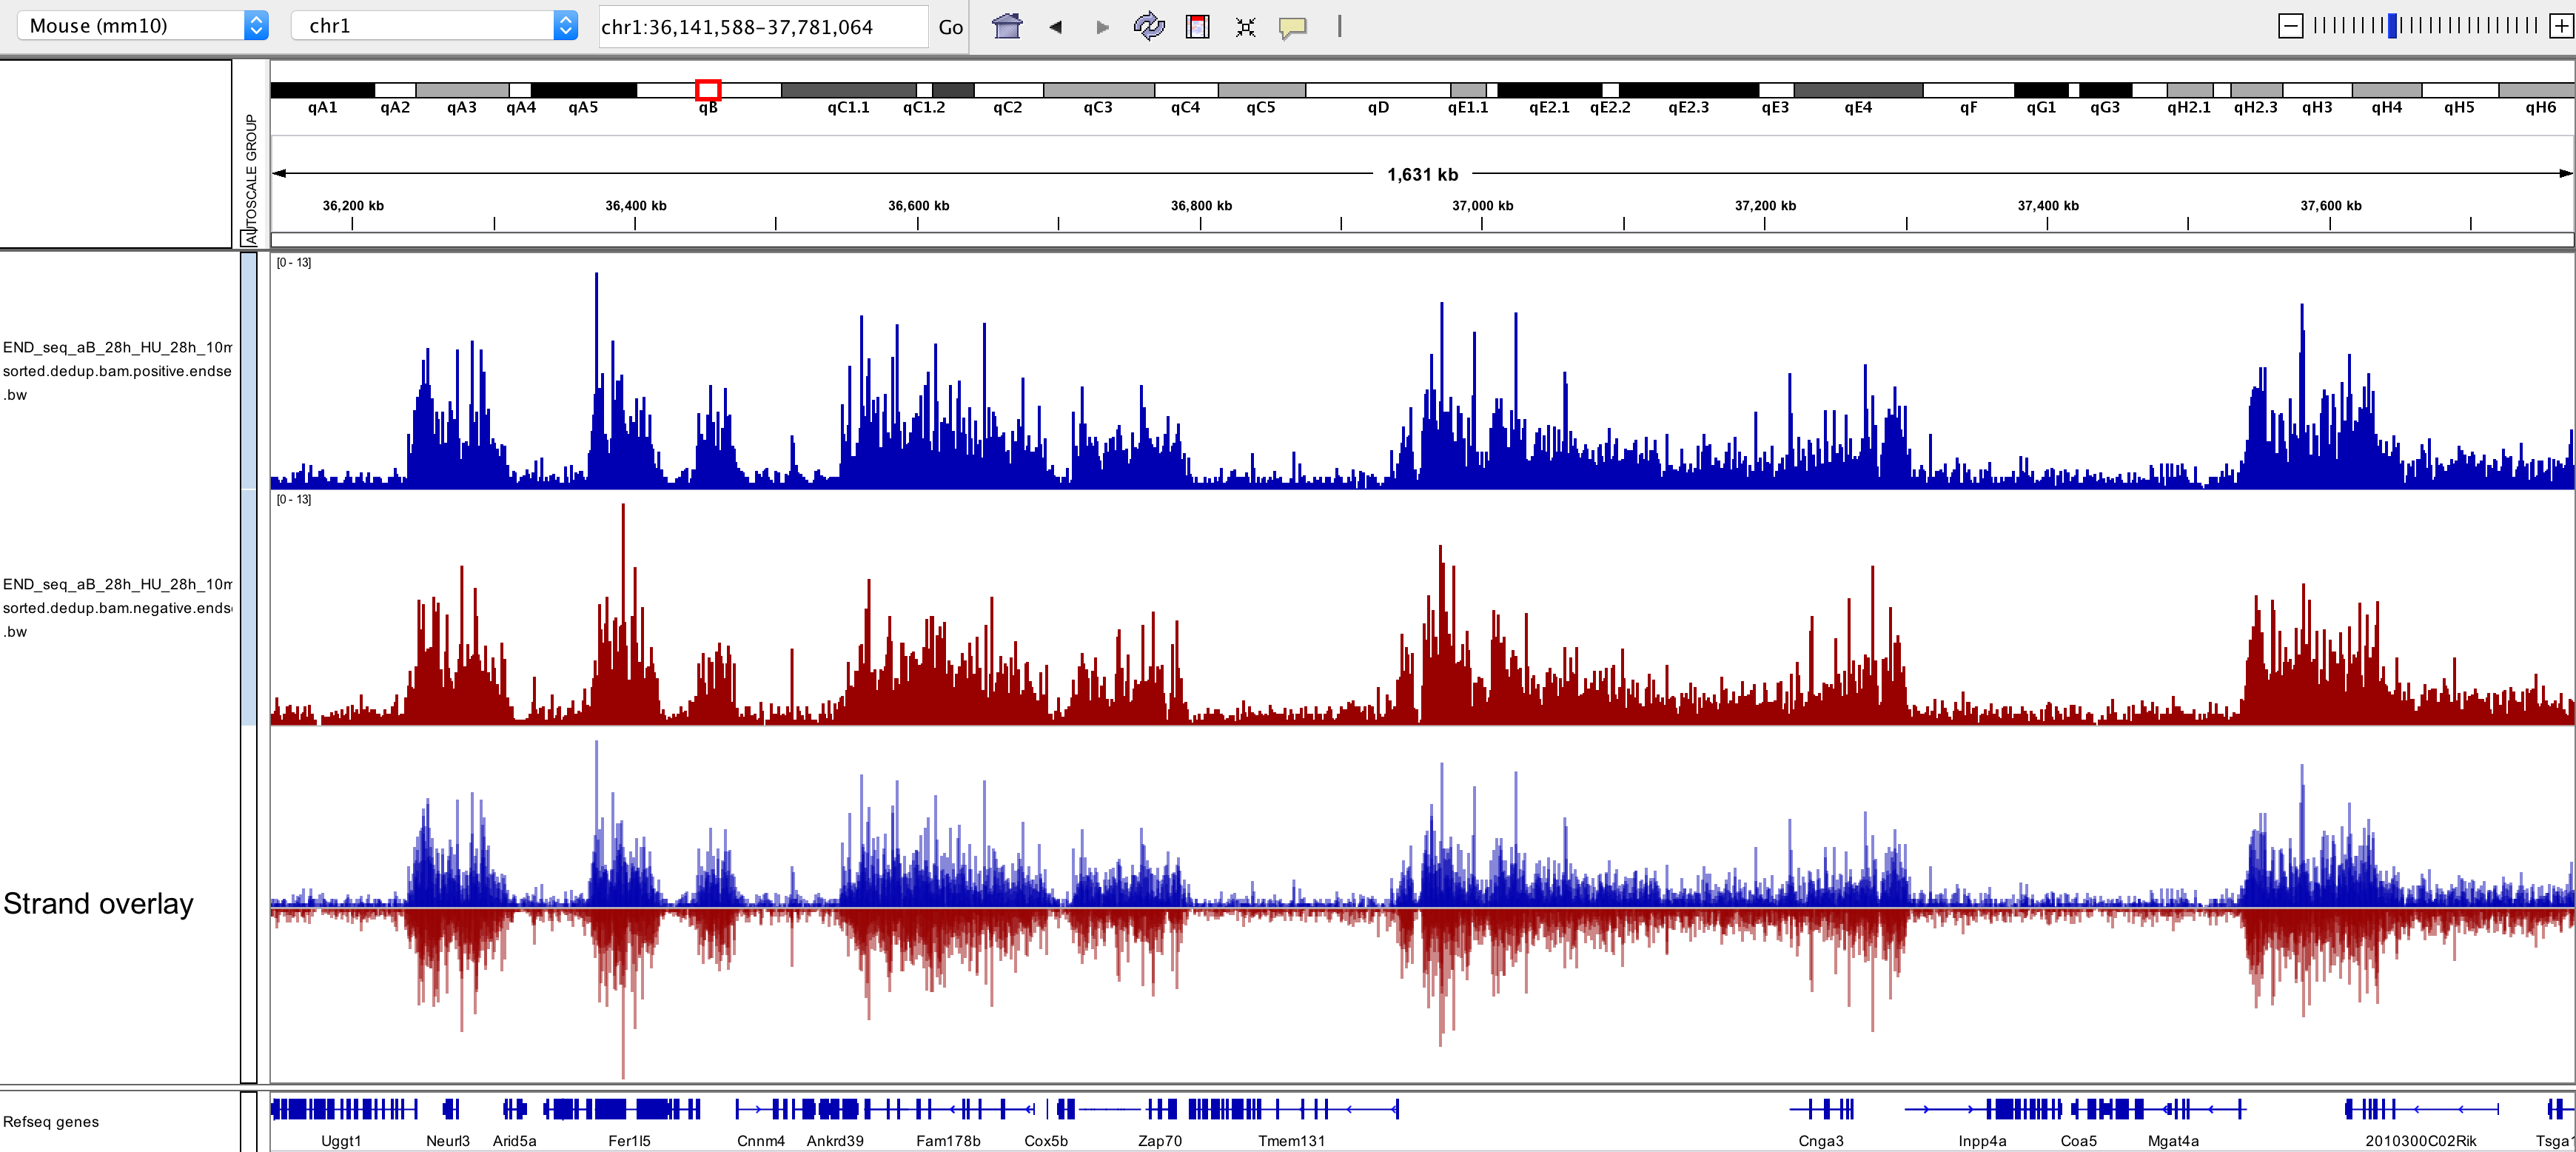 Mouse (mm10) chr1 chr1:36,141,588-37,781,064 Go
qA1 qA2 qA3 qA4 qA5 qB qC1.1 qC1.2 qC2 qC3 qC4 qC5 qD qE1.1 qE2.1 qE2.2 qE2.3 qE3 qE4 qF qG1 qG3 qH2.1 qH2.3 qH3 qH4 qH5 qH6
AUTOSCALE GROUP
1,631 kb
36,200 kb 36,400 kb 36,600 kb 36,800 kb 37,000 kb 37,200 kb 37,400 kb 37,600 kb
[0 - 13]
END_seq_aB_28h_HU_28h_10m
sorted.dedup.bam.positive.endse
.bw
[0 - 13]
END_seq_aB_28h_HU_28h_10m
sorted.dedup.bam.negative.ends
.bw
Strand overlay
Refseq genes
Uggt1 Neurl3 Arid5a Fer1l5 Cnnm4 Ankrd39 Fam178b Cox5b Zap70 Tmem131 Cnga3 Inpp4a Coa5 Mgat4a 2010300C02Rik Tsga1